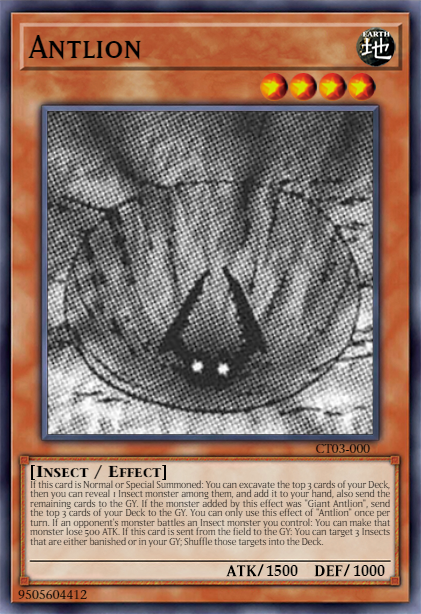 ANTLION
EARTH
地
CT03-000
[INSECT / EFFECT]
If this card is Normal or Special Summoned: You can excavate the top 3 cards of your Deck,
then you can reveal 1 Insect monster among them, and add it to your hand, also send the
remaining cards to the GY. If the monster added by this effect was "Giant Antlion", send
the top 3 cards of your Deck to the GY. You can only use this effect of "Antlion" once per
turn. If an opponent's monster battles an Insect monster you control: You can make that
monster lose 500 ATK. If this card is sent from the field to the GY: You can target 3 Insects
that are either banished or in your GY; Shuffle those targets into the Deck.
ATK/1500 DEF/1000
9505604412